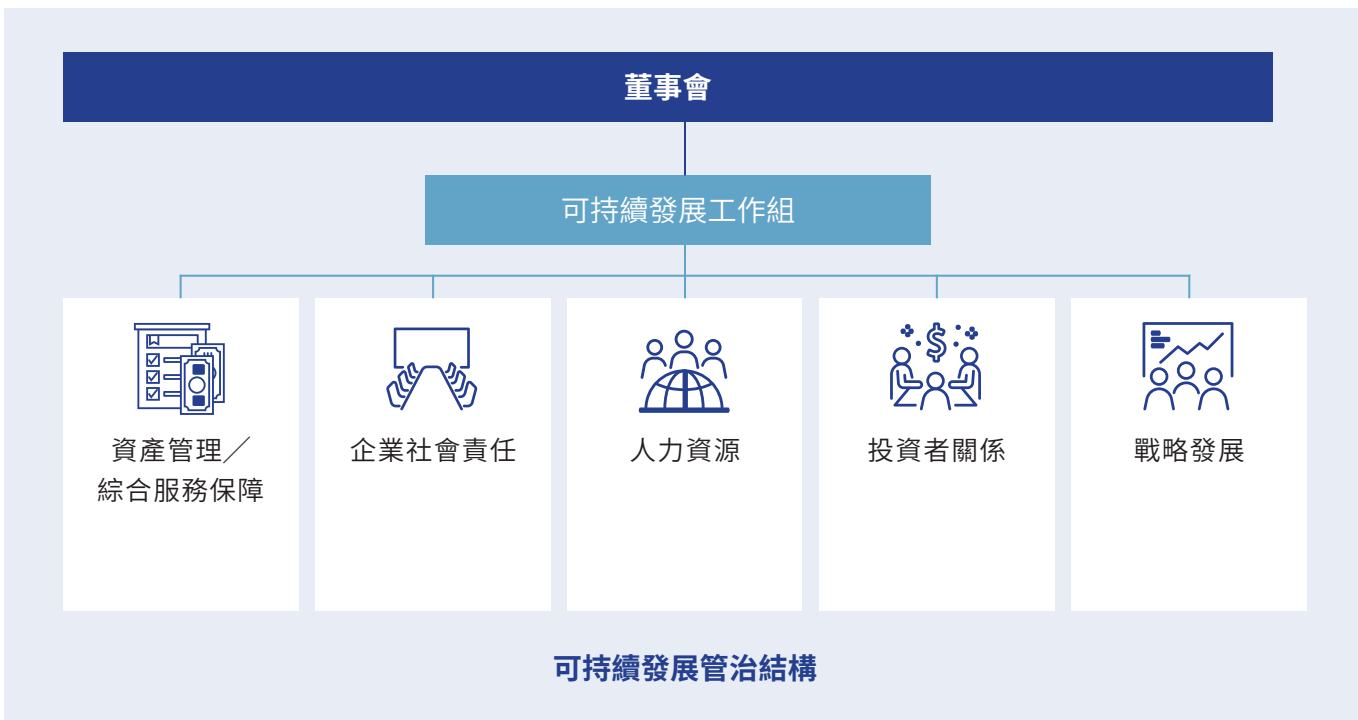 董事會
可持續發展工作組
資產管理／
綜合服務保障
企業社會責任
人力資源
投資者關係
戰略發展
可持續發展管治結構